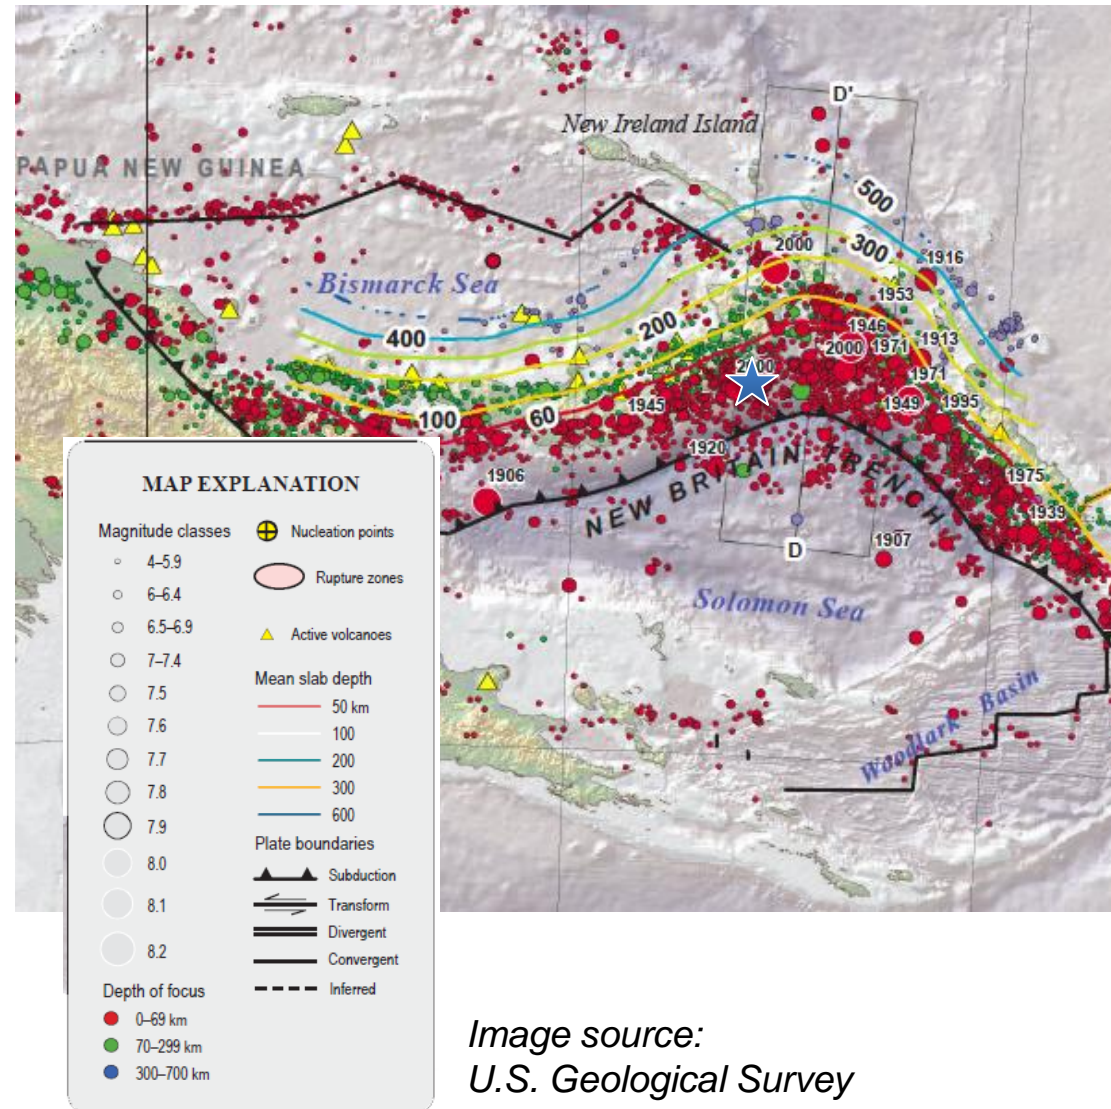 D'
New Ireland Island
PAPUA NEW GUINEA
500
2000
300
1916
Bismarck Sea
1953
200
400
1946
1913
2000
1971
2000
1971
100
60
1945
1949
1995
1920
NEW BRITAIN TRENCH
1906
1975
1939
D
1907
Solomon Sea
Woodlark Basin
MAP EXPLANATION
Magnitude classes
4–5.9
6–6.4
6.5–6.9
7–7.4
7.5
7.6
7.7
7.8
7.9
8.0
8.1
8.2
Depth of focus
0–69 km
70–299 km
300–700 km
Nucleation points
Rupture zones
Active volcanoes
Mean slab depth
50 km
100
200
300
600
Plate boundaries
Subduction
Transform
Divergent
Convergent
Inferred
Image source:
U.S. Geological Survey